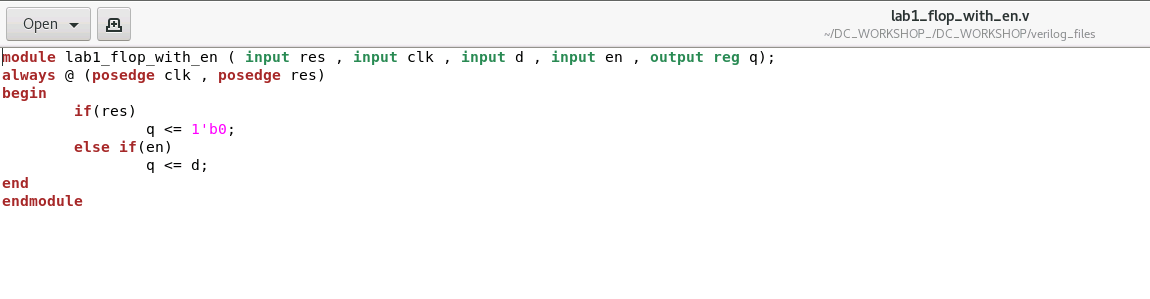 Open
lab1_flop_with_en.v
~/DC_WORKSHOP_/DC_WORKSHOP/verilog_files
module lab1_flop_with_en ( input res , input clk , input d , input en , output reg q);
always @ (posedge clk , posedge res)
begin
        if(res)
                q <= 1'b0;
        else if(en)
                q <= d;
end
endmodule